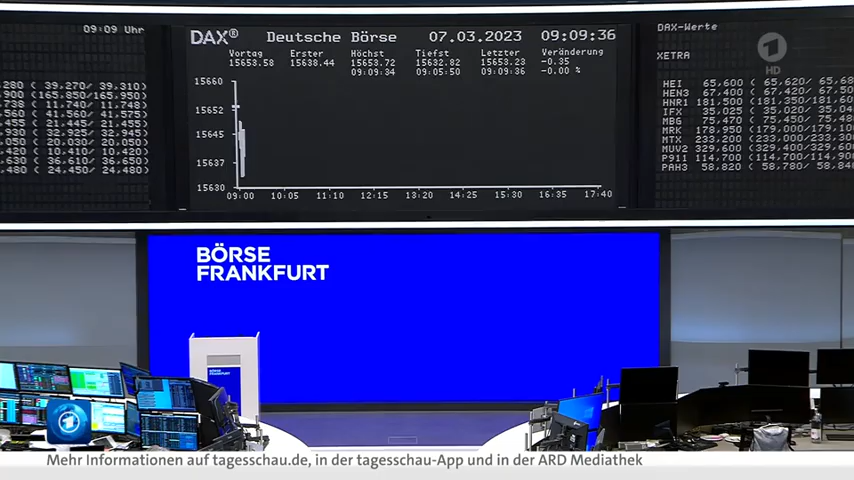 09:09 Uhr
280 ( 39,270/ 39,310)
950 (165,850/165,950)
738 ( 11,740/ 11,744)
560 ( 41,560/ 41,575)
455 ( 21,445/ 21,455)
925 ( 32,925/ 32,945)
030 ( 20,030/ 20,050)
410 ( 10,410/ 10,420)
630 ( 36,610/ 36,650)
480 ( 24,450/ 24,480)
DAX® Deutsche Börse 07.03.2023 09:09:36
Vortag Erster Höchst Tiefst Letzter Veränderung
15653.58 15638.44 15653.72 15632.82 15653.23 -0.35
09:09:34 09:05:50 09:09:36 -0.00 %
15660
15652
15645
15637
15630
09:00 10:05 11:10 12:15 13:20 14:25 15:30 16:35 17:40
DAX-Werte
1
HD
XETRA
HEI 65,600 ( 65,620/ 65,68
HEN3 67,400 ( 67,420/ 67,50
HNR1 181,500 (181,350/181,60
IFX 35,025 ( 35,025/ 35,04
MBG 75,470 ( 75,450/ 75,48
MRK 178,950 (179,000/179,10
MTX 233,200 (233,000/233,30
MUV2 329,600 (329,400/329,60
P911 114,700 (114,700/114,90
PAH3 58,820 ( 58,780/ 58,84
BÖRSE
FRANKFURT
BÖRSE
FRANKFURT
Mehr Informationen auf tagesschau.de, in der tagesschau-App und in der ARD Mediathek